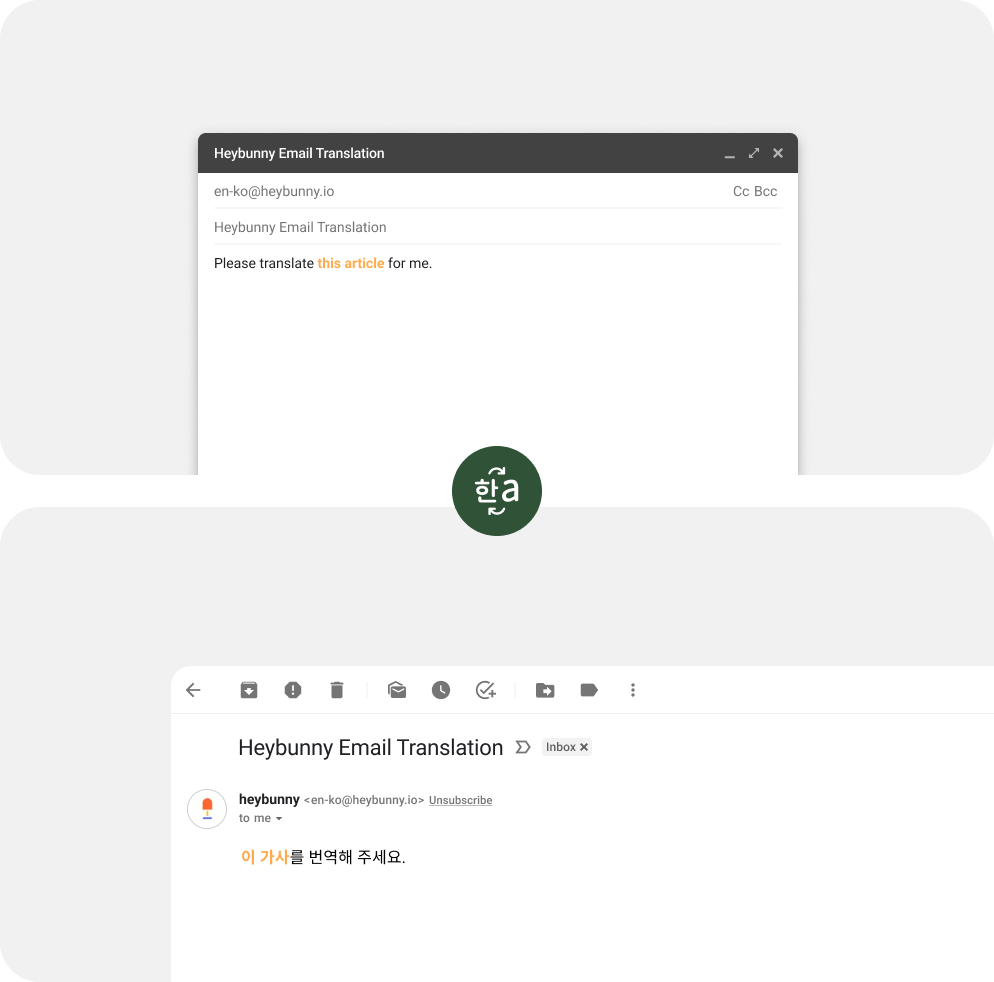 Heybunny Email Translation
en-ko@heybunny.io Cc Bcc
Heybunny Email Translation
Please translate this article for me.
한a
Heybunny Email Translation Inbox
heybunny <en-ko@heybunny.io> Unsubscribe
to me
이 가사를 번역해 주세요.